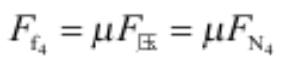 F_{f_4} = μF_压 = μF_{N_4}